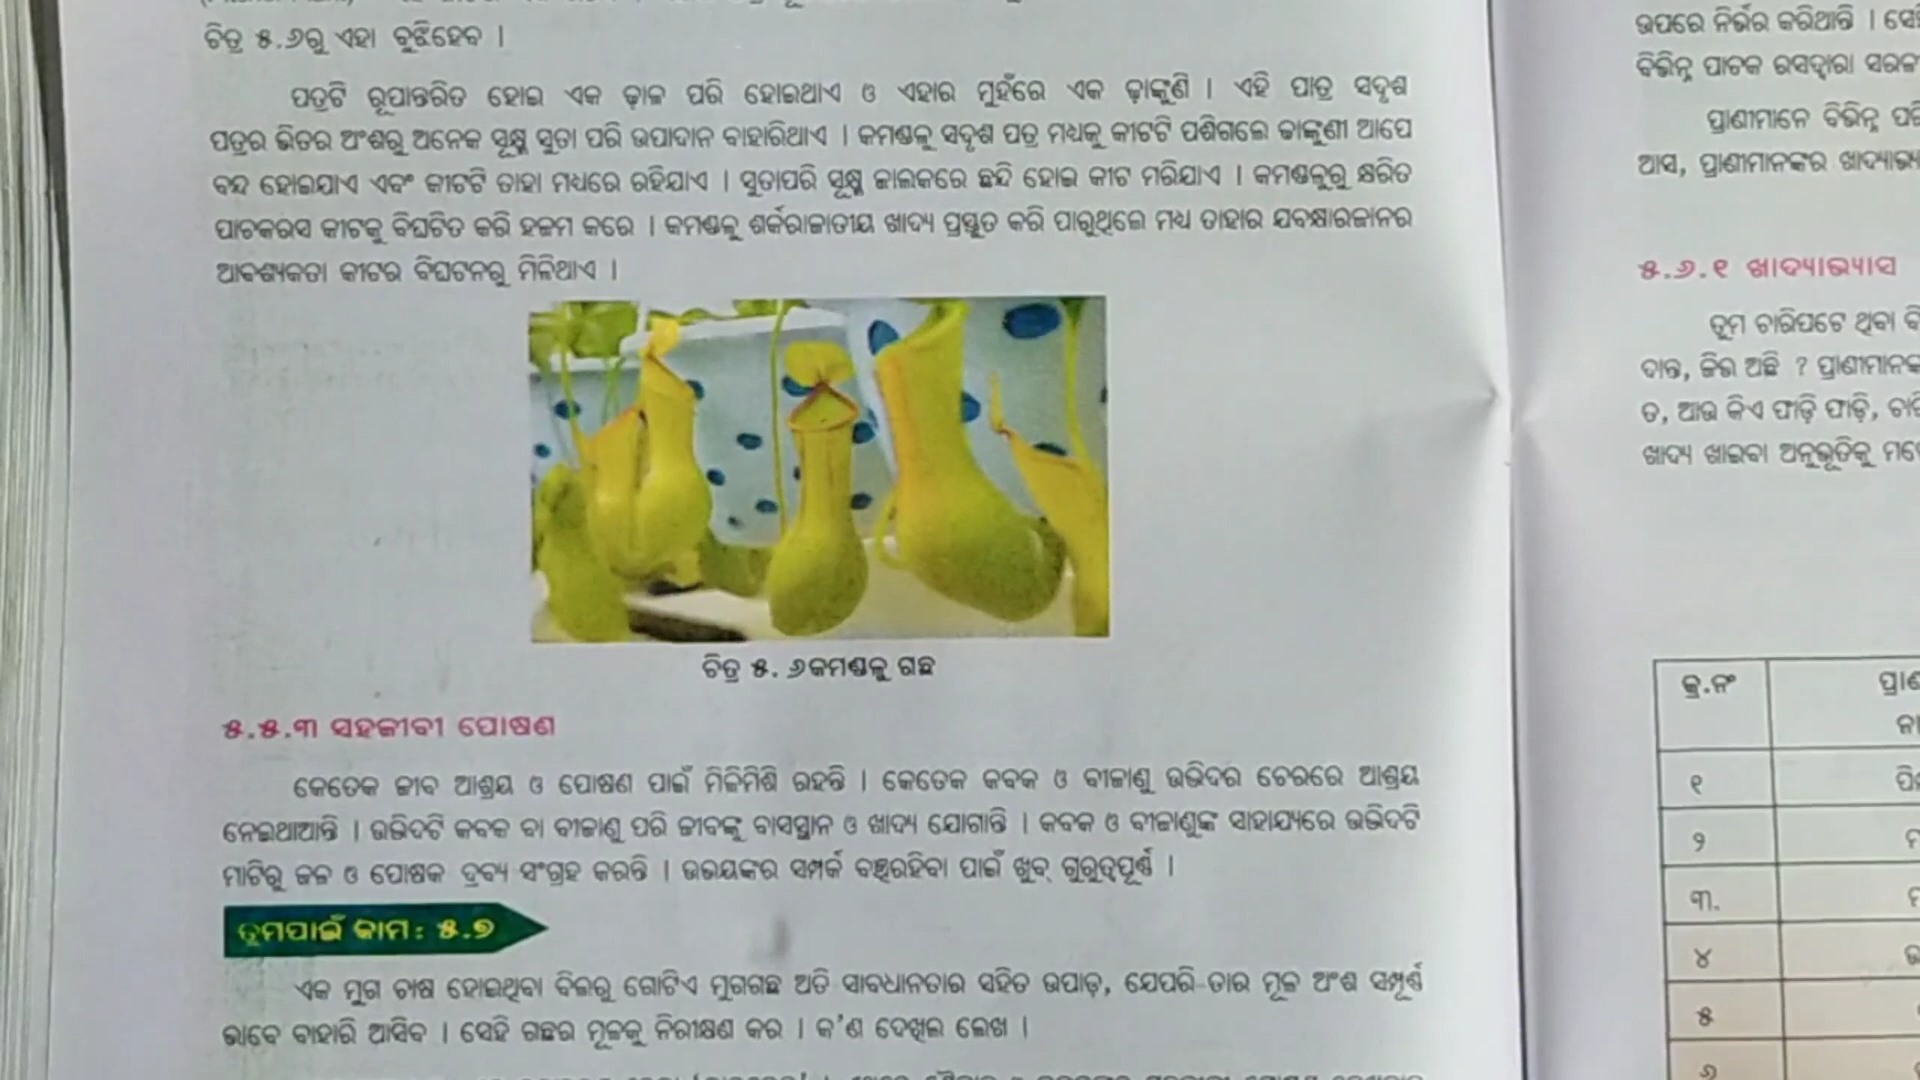 ଚିତ୍ର ୫.୬ରୁ ଏହା ବୁଝିହେବ ।
ପତ୍ରଟି ରୂପାନ୍ତରିତ ହୋଇ ଏକ ଢ଼ାଳ ପରି ହୋଇଥାଏ ଓ ଏହାର ମୁହଁରେ ଏକ ଢ଼ାଙ୍କୁଣି । ଏହି ପାତ୍ର ସଦୃଶ
ପତ୍ରର ଭିତର ଅଂଶରୁ ଅନେକ ସୂକ୍ଷ୍ମ ସୁତା ପରି ଉପାଦାନ ବାହାରିଥାଏ । କମଣ୍ଡଳୁ ସଦୃଶ ପତ୍ର ମଧ୍ୟକୁ କୀଟଟି ପଶିଗଲେ ଢାଙ୍କୁଣୀ ଆପେ
ବନ୍ଦ ହୋଇଯାଏ ଏବଂ କୀଟଟି ତାହା ମଧ୍ୟରେ ରହିଯାଏ । ସୁତାପରି ସୂକ୍ଷ୍ମ ଜାଲକରେ ଛନ୍ଦି ହୋଇ କୀଟ ମରିଯାଏ । କମଣ୍ଡଳୁରୁ କ୍ଷରିତ
ପାଚକରସ କୀଟକୁ ବିଘଟିତ କରି ହଜମ କରେ । କମଣ୍ଡଳୁ ଶର୍କରାଜାତୀୟ ଖାଦ୍ୟ ପ୍ରସ୍ତୁତ କରି ପାରୁଥିଲେ ମଧ୍ୟ ତାହାର ଯବକ୍ଷାରଜାନର
ଆବଶ୍ୟକତା କୀଟର ବିଘଟନରୁ ମିଳିଥାଏ ।
ଚିତ୍ର ୫. ୬କମଣ୍ଡଳୁ ଗଛ
୫.୫.୩ ସହଜୀବୀ ପୋଷଣ
କେତେକ ଜୀବ ଆଶ୍ରୟ ଓ ପୋଷଣ ପାଇଁ ମିଳିମିଶି ରହନ୍ତି । କେତେକ କବକ ଓ ବୀଜାଣୁ ଉଦ୍ଭିଦର ଚେରରେ ଆଶ୍ରୟ
ନେଇଥାଆନ୍ତି । ଉଦ୍ଭିଦଟି କବକ ବା ବୀଜାଣୁ ପରି ଜୀବଙ୍କୁ ବାସସ୍ଥାନ ଓ ଖାଦ୍ୟ ଯୋଗାନ୍ତି । କବକ ଓ ବୀଜାଣୁଙ୍କ ସାହାଯ୍ୟରେ ଉଦ୍ଭିଦଟି
ମାଟିରୁ ଜଳ ଓ ପୋଷକ ଦ୍ରବ୍ୟ ସଂଗ୍ରହ କରନ୍ତି । ଉଭୟଙ୍କର ସମ୍ପର୍କ ବଞ୍ଚିରହିବା ପାଇଁ ଖୁବ୍ ଗୁରୁତ୍ୱପୂର୍ଣ୍ଣ ।
ତୁମପାଇଁ କାମ: ୫.୭
ଏକ ମୁଗ ଚାଷ ହୋଇଥିବା ବିଲରୁ ଗୋଟିଏ ମୁଗଗଛ ଅତି ସାବଧାନତାର ସହିତ ଉପାଡ଼, ଯେପରି ତାର ମୂଳ ଅଂଶ ସମ୍ପୂର୍ଣ୍ଣ
ଭାବେ ବାହାରି ଆସିବ । ସେହି ଗଛର ମୂଳକୁ ନିରୀକ୍ଷଣ କର । କ'ଣ ଦେଖିଲ ଲେଖ ।
ଉପରେ ନିର୍ଭର କରିଥାନ୍ତି ।
ବିଭିନ୍ନ ପାଚକ ରସଦ୍ୱାରା
ପ୍ରାଣୀମାନେ ବିଭିନ୍ନ
ଆସ, ପ୍ରାଣୀମାନଙ୍କର
୫.୬.୧ ଖାଦ୍ୟାଭ୍ୟାସ
ତୁମ ଚାରିପଟେ ଥିବା
ଦାନ୍ତ, ଜିଭ ଅଛି ?
ତ, ଆଉ କିଏ ଫାଡ଼ି ଫାଡ଼ି,
ଖାଦ୍ୟ ଖାଇବା ଅନୁଭୂତିକୁ
କ୍ର.ନଂ
୧
୨
୩.
୪
୫
୬